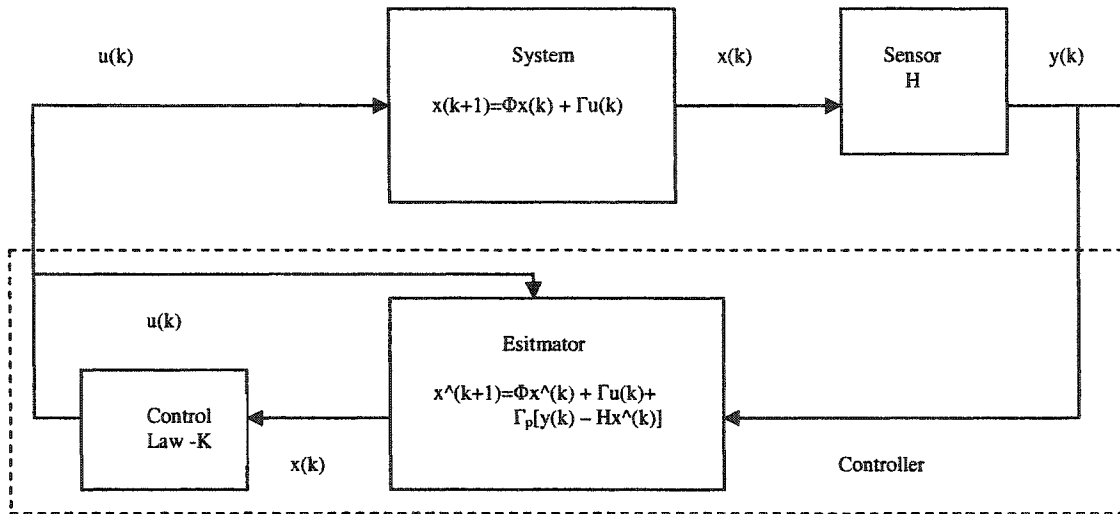 u(k)
System
x(k+1)=Φx(k) + Γu(k)
x(k)
Sensor
H
y(k)
u(k)
Esitmator
x^(k+1)=Φx^(k) + Γu(k)+
Γp[y(k) – Hx^(k)]
Control
Law -K
x(k)
Controller